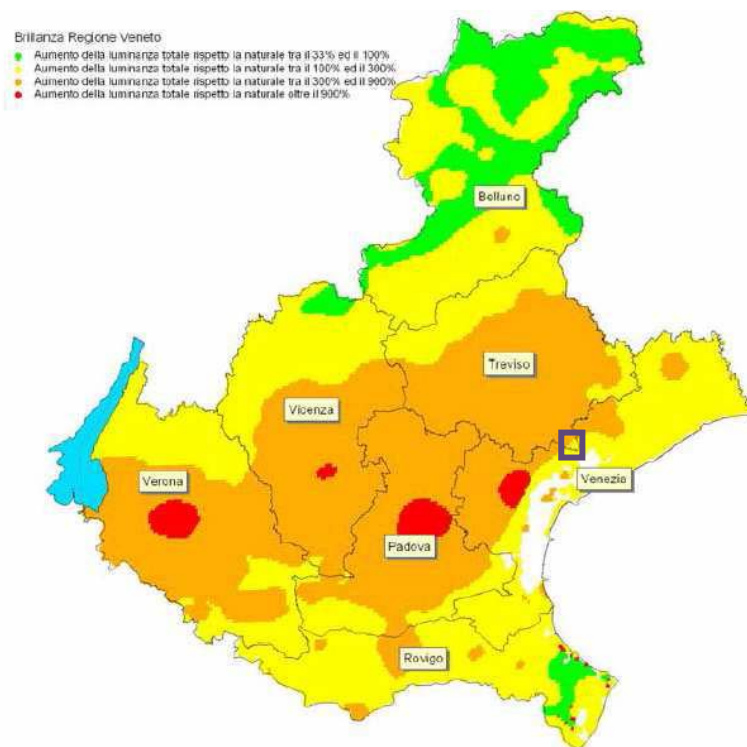 Brillanza Regione Veneto
Aumento della luminanza totale rispetto la naturale tra il 33% ed il 100%
Aumento della luminanza totale rispetto la naturale tra il 100% ed il 300%
Aumento della luminanza totale rispetto la naturale tra il 300% ed il 900%
Aumento della luminanza totale rispetto la naturale oltre il 900%
Belluno
Treviso
Vicenza
Verona
Venezia
Padova
Rovigo